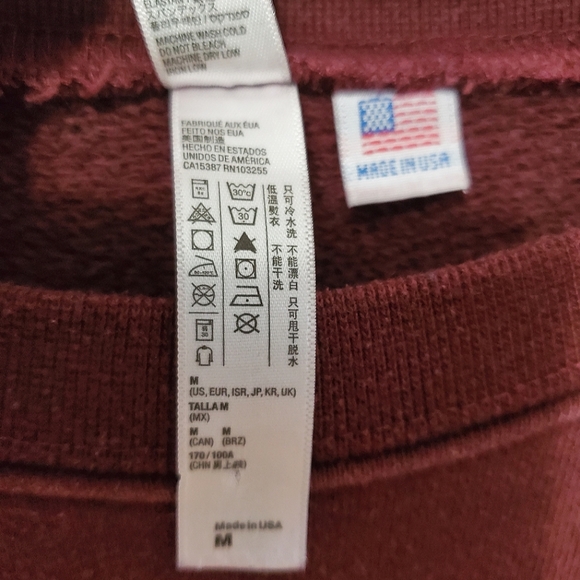 MACHINE WASH COLD
DO NOT BLEACH
MACHINE DRY LOW
IRON LOW
FABRIQUÉ AUX ÉUA
FEITO NOS EUA
美国制造
HECHO EN ESTADOS
UNIDOS DE AMÉRICA
CA15387 RN103255
30°C
30
只可冷水洗 不能漂白 只可甩干脱水
低温熨衣 不能干洗
M
(US, EUR, ISR, JP, KR, UK)
TALLA M
(MX)
M M
(CAN) (BRZ)
170/100A
Made in USA
M
MADE IN USA